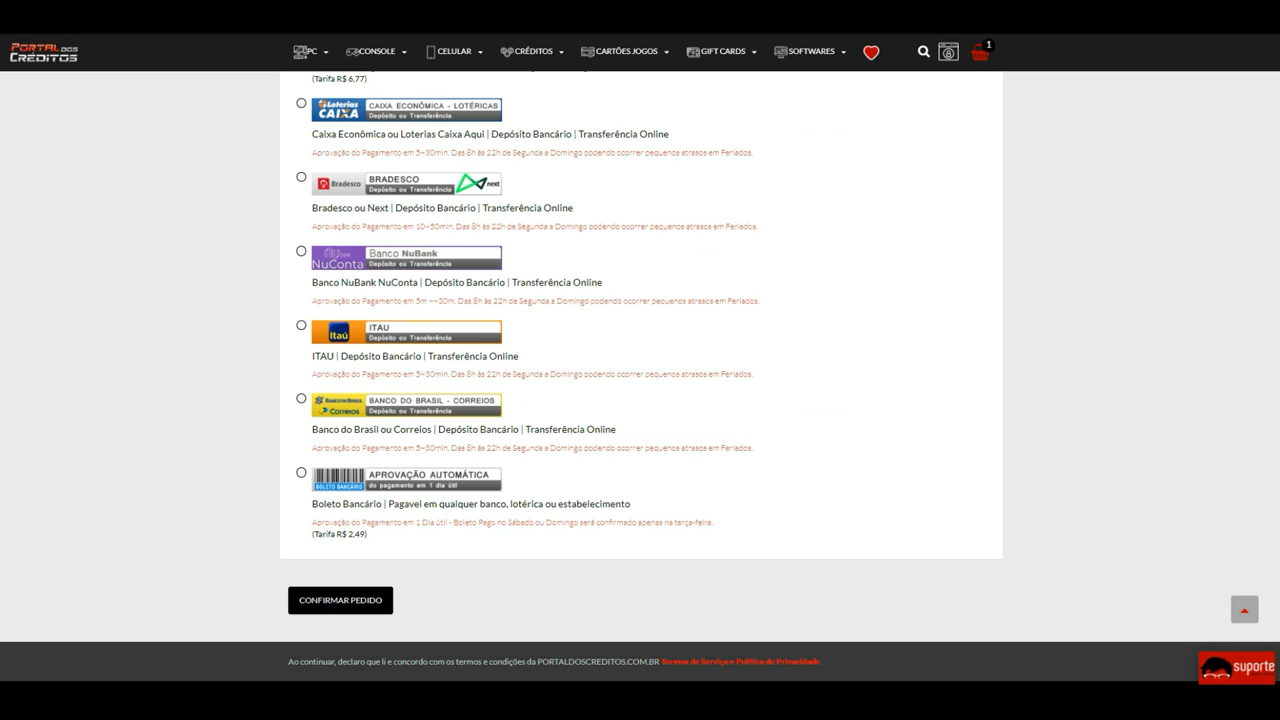 PORTAL DOS CRÉDITOS
PC CONSOLE CELULAR CRÉDITOS CARTÕES JOGOS GIFT CARDS SOFTWARES 1
(Tarifa R$ 6,77)
Loterias CAIXA CAIXA ECONÔMICA - LOTÉRICAS
Depósito ou Transferência
Caixa Econômica ou Loterias Caixa Aqui | Depósito Bancário | Transferência Online
Aprovação do Pagamento em 5~30min. Das 8h às 22h de Segunda a Domingo podendo ocorrer pequenos atrasos em Feriados.
Bradesco BRADESCO next
Depósito ou Transferência
Bradesco ou Next | Depósito Bancário | Transferência Online
Aprovação do Pagamento em 10~50min. Das 8h às 22h de Segunda a Domingo podendo ocorrer pequenos atrasos em Feriados.
NuConta Banco NuBank
Depósito ou Transferência
Banco NuBank NuConta | Depósito Bancário | Transferência Online
Aprovação do Pagamento em 5m ~~30m. Das 8h às 22h de Segunda a Domingo podendo ocorrer pequenos atrasos em Feriados.
Itaú ITAU
Depósito ou Transferência
ITAU | Depósito Bancário | Transferência Online
Aprovação do Pagamento em 5~30min. Das 8h às 22h de Segunda a Domingo podendo ocorrer pequenos atrasos em Feriados.
BANCO DO BRASIL - CORREIOS
Correios Depósito ou Transferência
Banco do Brasil ou Correios | Depósito Bancário | Transferência Online
Aprovação do Pagamento em 5~30min. Das 8h às 22h de Segunda a Domingo podendo ocorrer pequenos atrasos em Feriados.
APROVAÇÃO AUTOMÁTICA
BOLETO BANCÁRIO do pagamento em 1 dia útil
Boleto Bancário | Pagavel em qualquer banco, lotérica ou estabelecimento
Aprovação do Pagamento em 1 Dia útil - Boleto Pago no Sábado ou Domingo será confirmado apenas na terça-feira.
(Tarifa R$ 2,49)
CONFIRMAR PEDIDO
Ao continuar, declaro que li e concordo com os termos e condições da PORTALDOSCREDITOS.COM.BR Termos de Serviço e Política de Privacidade
suporte